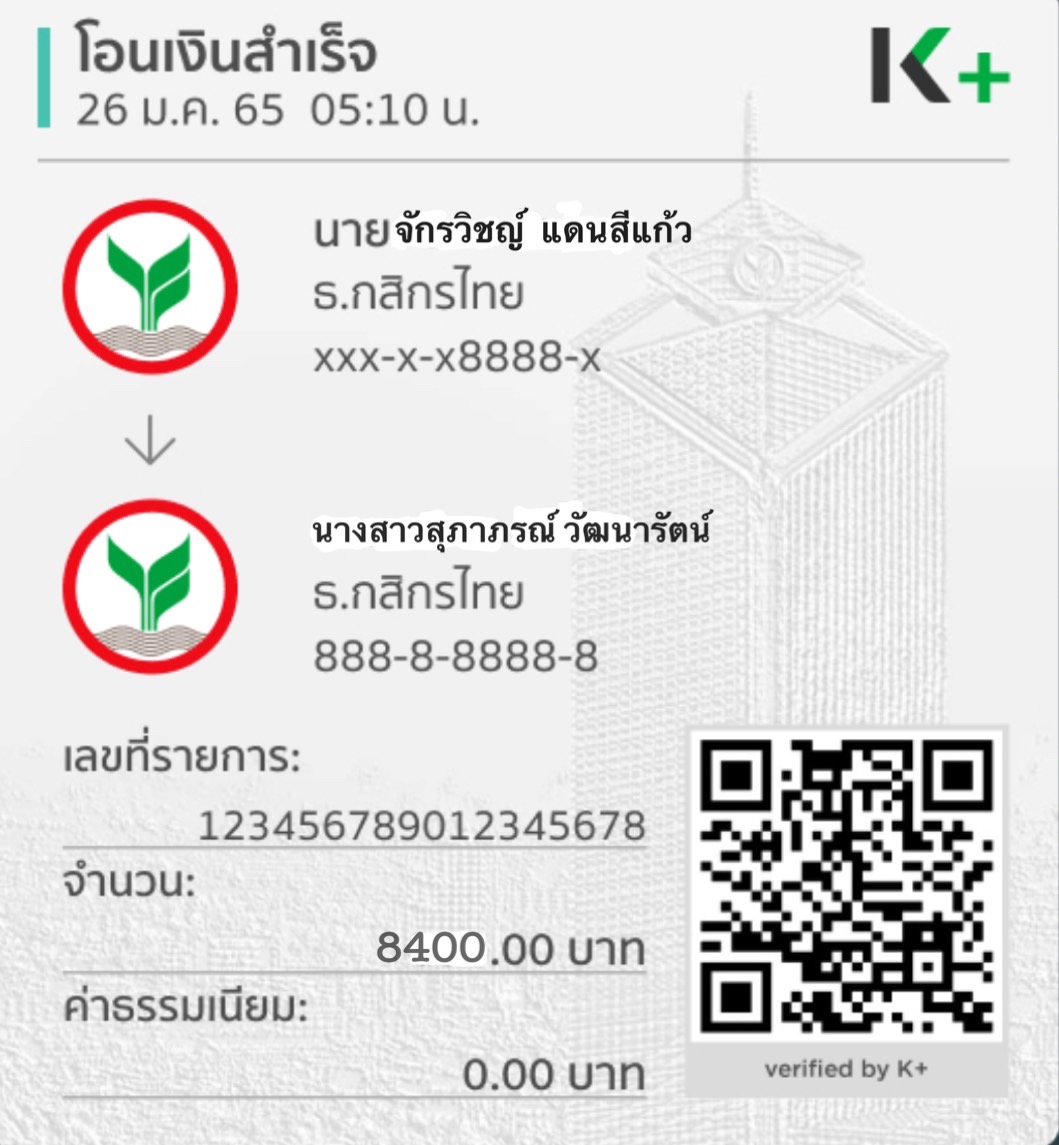 โอนเงินสำเร็จ
26 ม.ค. 65 05:10 น.
K+
นายจักรวิชญ์ แดนสีแก้ว
ธ.กสิกรไทย
xxx-x-x8888-x
นางสาวสุภาภรณ์ วัฒนารัตน์
ธ.กสิกรไทย
888-8-8888-8
เลขที่รายการ:
123456789012345678
จำนวน:
8400.00 บาท
ค่าธรรมเนียม:
0.00 บาท
verified by K+